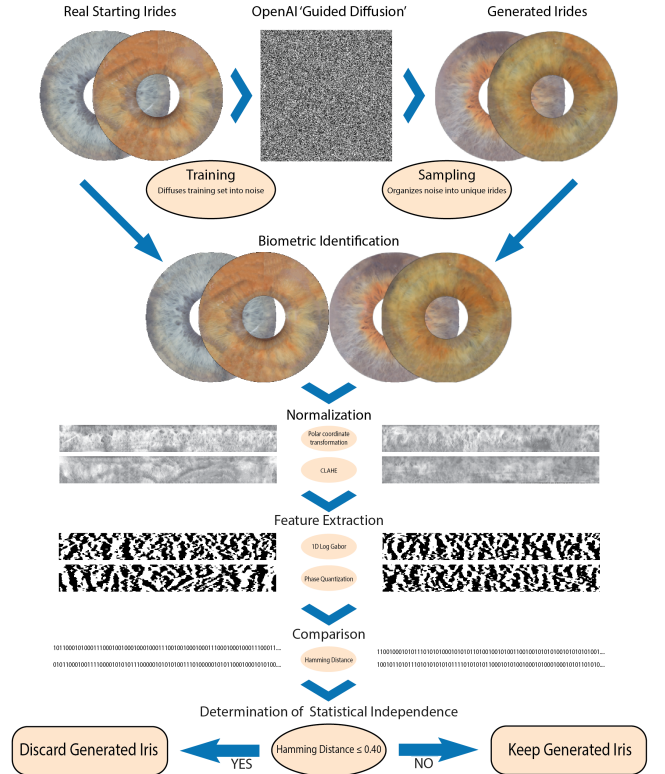 Real Starting Irides
OpenAI 'Guided Diffusion'
Generated Irides
Training
Diffuses training set into noise
Sampling
Organizes noise into unique irides
Biometric Identification
Normalization
Polar coordinate
transformation
CLAHE
Feature Extraction
1D Log Gabor
Phase Quantization
Comparison
Hamming Distance
Determination of Statistical Independence
Discard Generated Iris
YES
Hamming Distance ≤ 0.40
NO
Keep Generated Iris